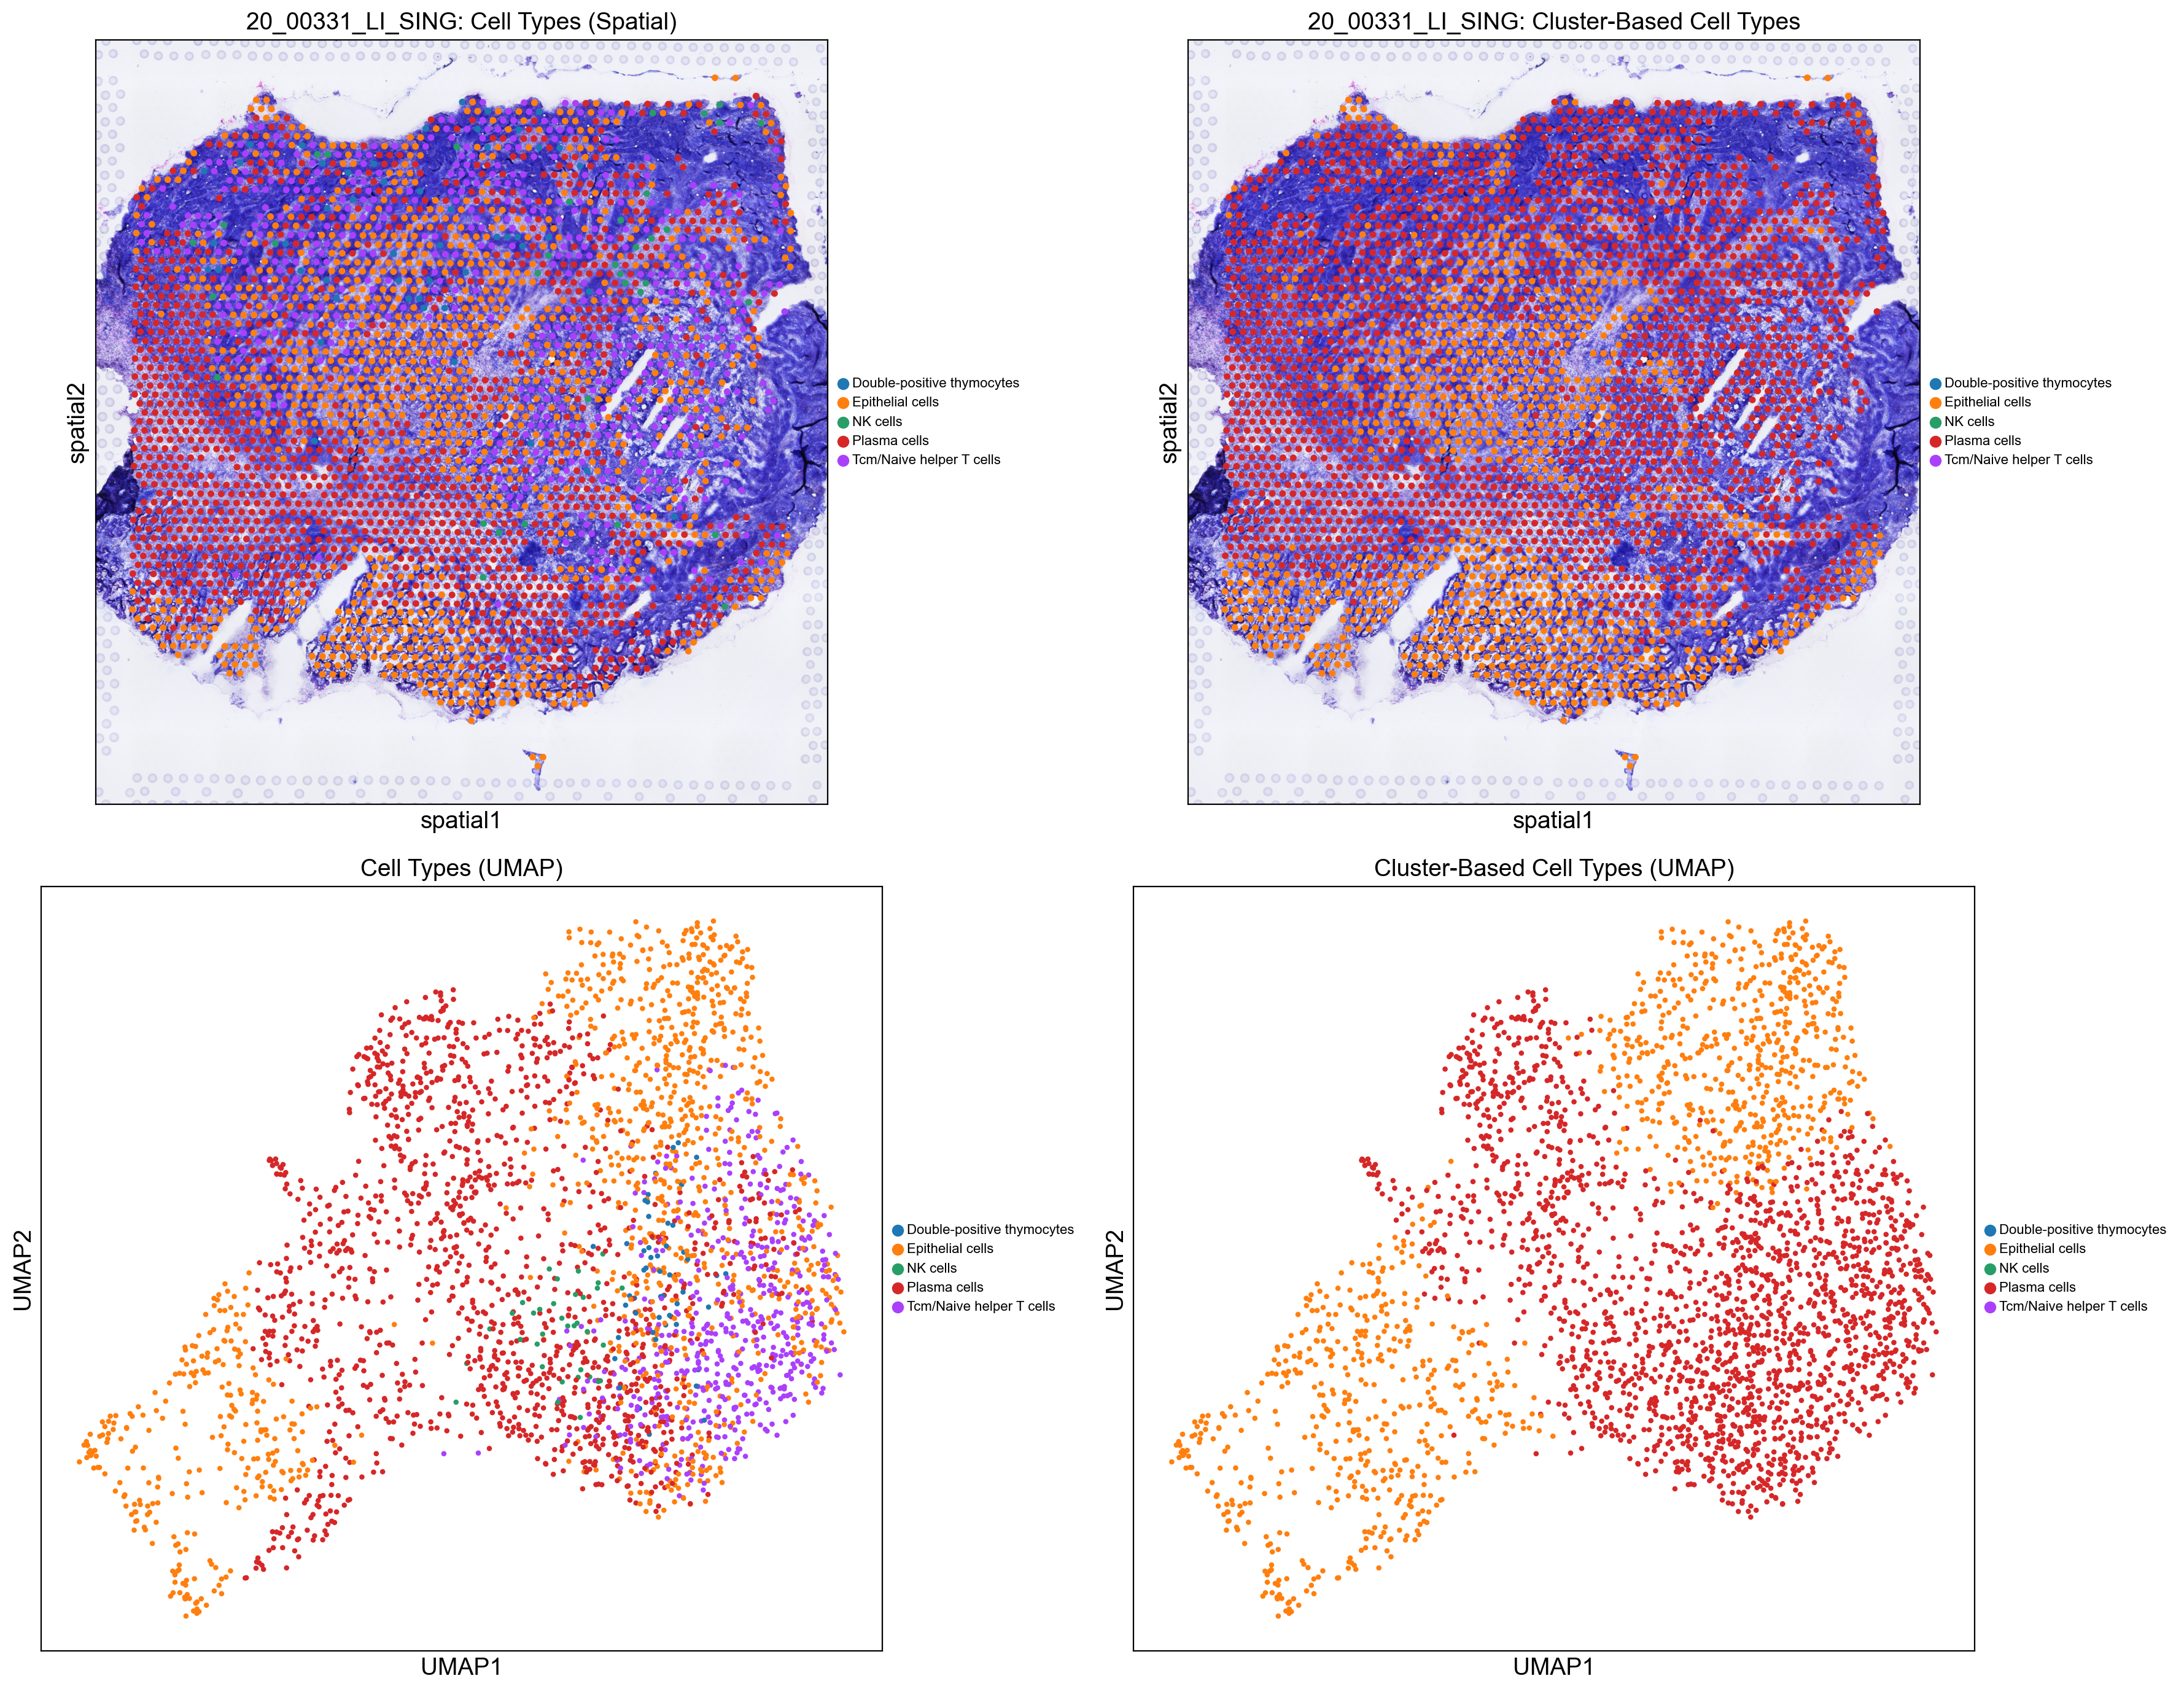 20_00331_LI_SING: Cell Types (Spatial)
spatial2
spatial1
Double-positive thymocytes
Epithelial cells
NK cells
Plasma cells
Tcm/Naive helper T cells
20_00331_LI_SING: Cluster-Based Cell Types
spatial2
spatial1
Double-positive thymocytes
Epithelial cells
NK cells
Plasma cells
Tcm/Naive helper T cells
Cell Types (UMAP)
UMAP2
UMAP1
Double-positive thymocytes
Epithelial cells
NK cells
Plasma cells
Tcm/Naive helper T cells
Cluster-Based Cell Types (UMAP)
UMAP2
UMAP1
Double-positive thymocytes
Epithelial cells
NK cells
Plasma cells
Tcm/Naive helper T cells